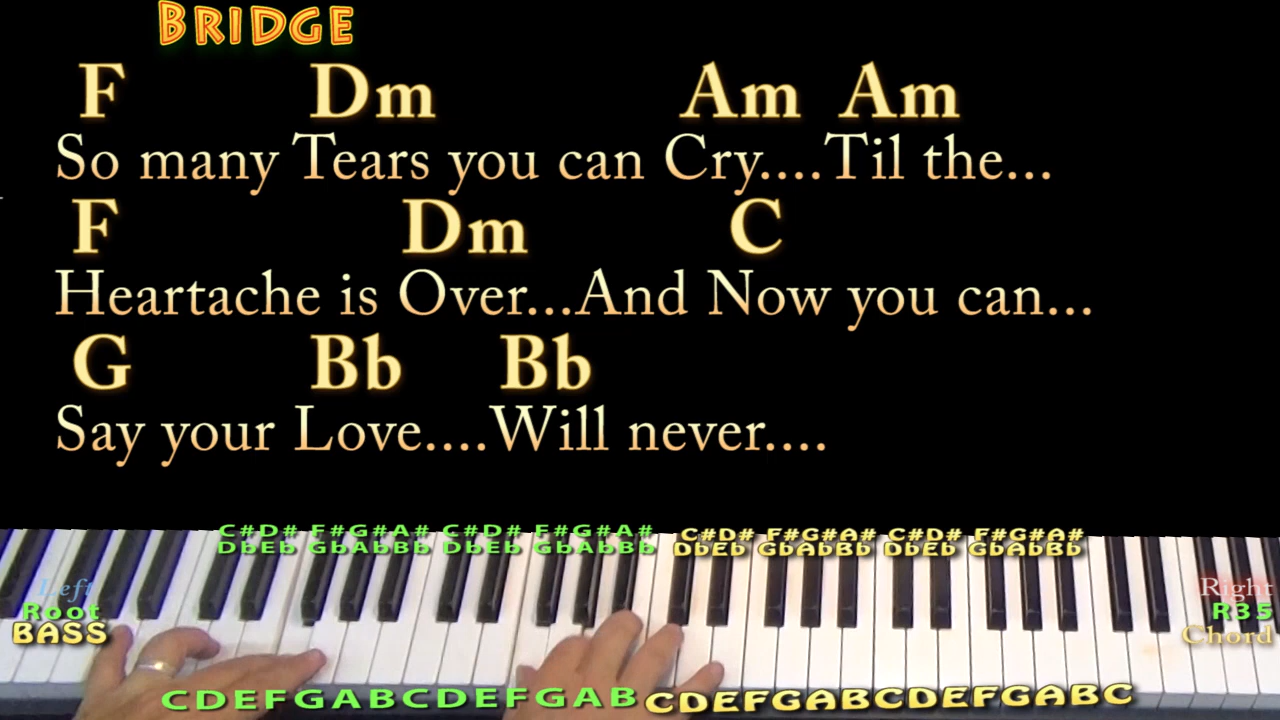 BRIDGE
F Dm Am Am
So many Tears you can Cry....Til the...
F Dm C
Heartache is Over...And Now you can...
G Bb Bb
Say your Love....Will never....
C#D# F#G#A# C#D# F#G#A# C#D# F#G#A# C#D# F#G#A#
DbEb GbAbBb DbEb GbAbBb DbEb GbAbBb DbEb GbAbBb
Left
Root
BASS
Right
R35
Chord
CDEFGABCDEFGAB CDEFGABCDEFGABC